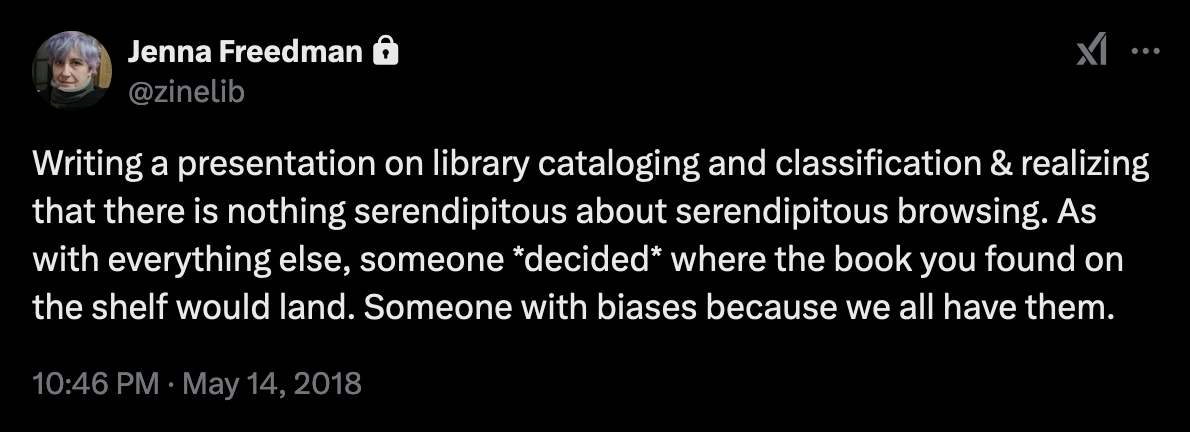 Jenna Freedman
@zinelib
Writing a presentation on library cataloging and classification & realizing
that there is nothing serendipitous about serendipitous browsing. As
with everything else, someone *decided* where the book you found on
the shelf would land. Someone with biases because we all have them.
10:46 PM · May 14, 2018